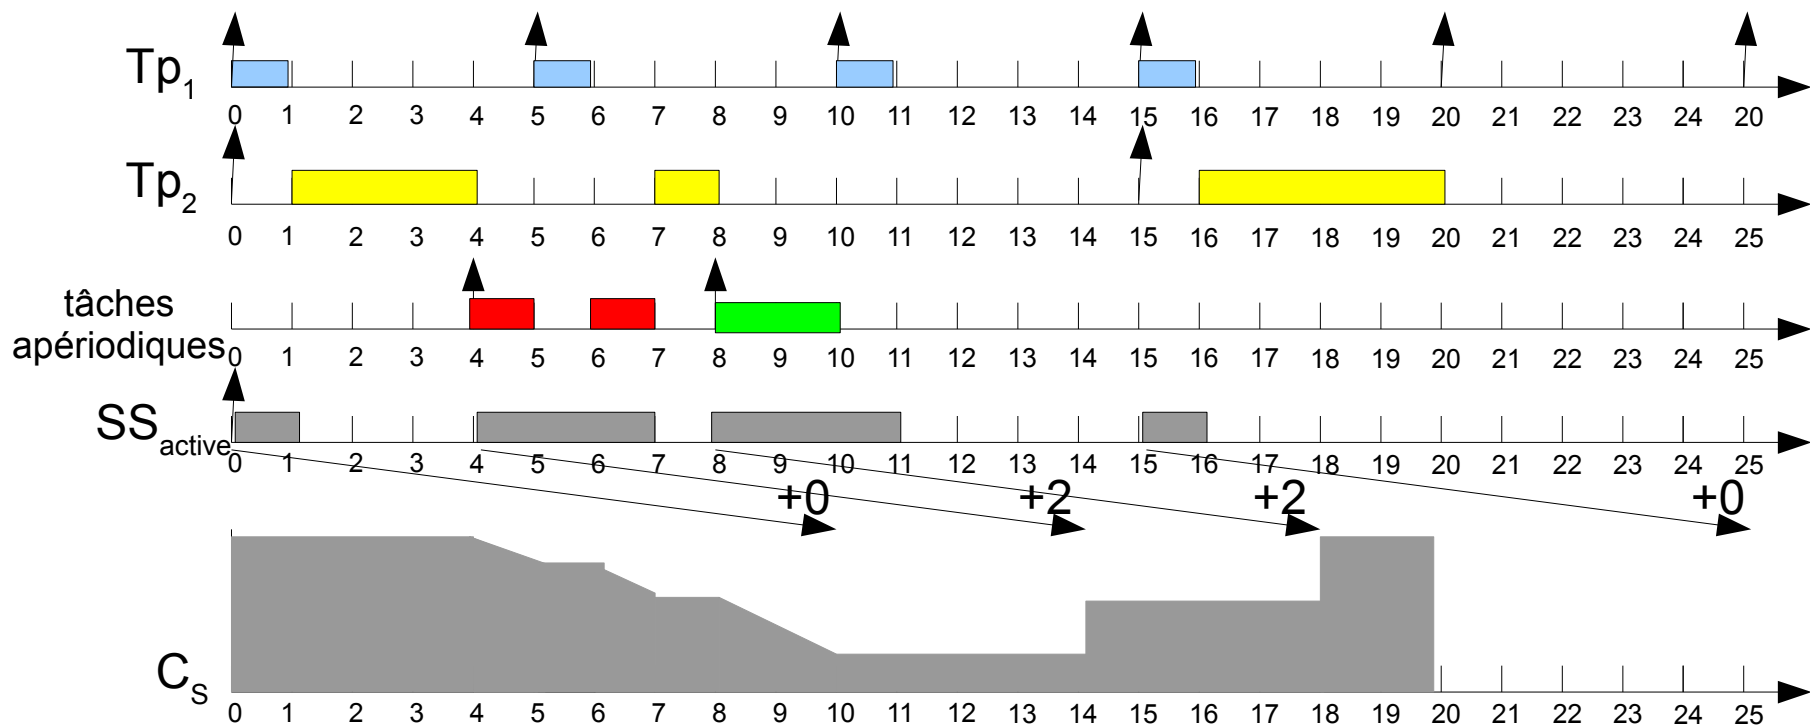 Tp1
0 1 2 3 4 5 6 7 8 9 10 11 12 13 14 15 16 17 18 19 20 21 22 23 24 20
Tp2
0 1 2 3 4 5 6 7 8 9 10 11 12 13 14 15 16 17 18 19 20 21 22 23 24 25
tâches
apériodiques
0 1 2 3 4 5 6 7 8 9 10 11 12 13 14 15 16 17 18 19 20 21 22 23 24 25
SSactive
0 1 2 3 4 5 6 7 8 9 10 11 12 13 14 15 16 17 18 19 20 21 22 23 24 25
+0 +2 +2 +0
CS
0 1 2 3 4 5 6 7 8 9 10 11 12 13 14 15 16 17 18 19 20 21 22 23 24 25